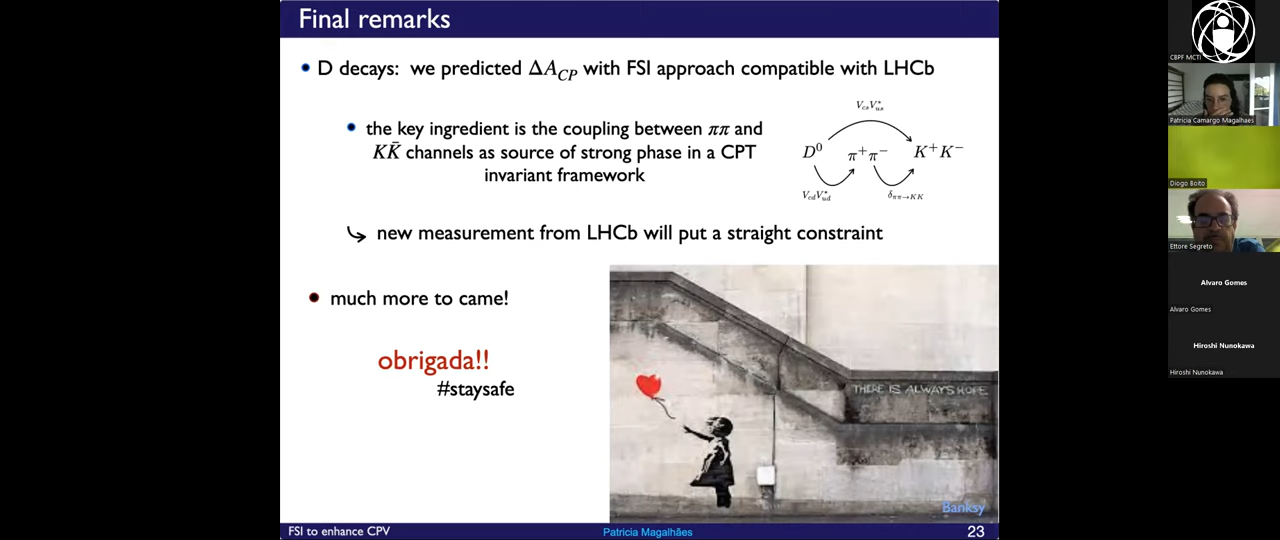 Final remarks
D decays: we predicted ΔA_CP with FSI approach compatible with LHCb
the key ingredient is the coupling between ππ and
KK̄ channels as source of strong phase in a CPT
invariant framework
V_cs V*_us
D⁰ π⁺π⁻ K⁺K⁻
V_cd V*_ud δ_ππ→KK
new measurement from LHCb will put a straight constraint
much more to came!
obrigada!!
#staysafe
THERE IS ALWAYS HOPE
Banksy
FSI to enhance CPV Patricia Magalhães 23
CBPF MCTI
Patricia Camargo Magalhaes
Diogo Boito
Ettore Segreto
Alvaro Gomes
Alvaro Gomes
Hiroshi Nunokawa
Hiroshi Nunokawa